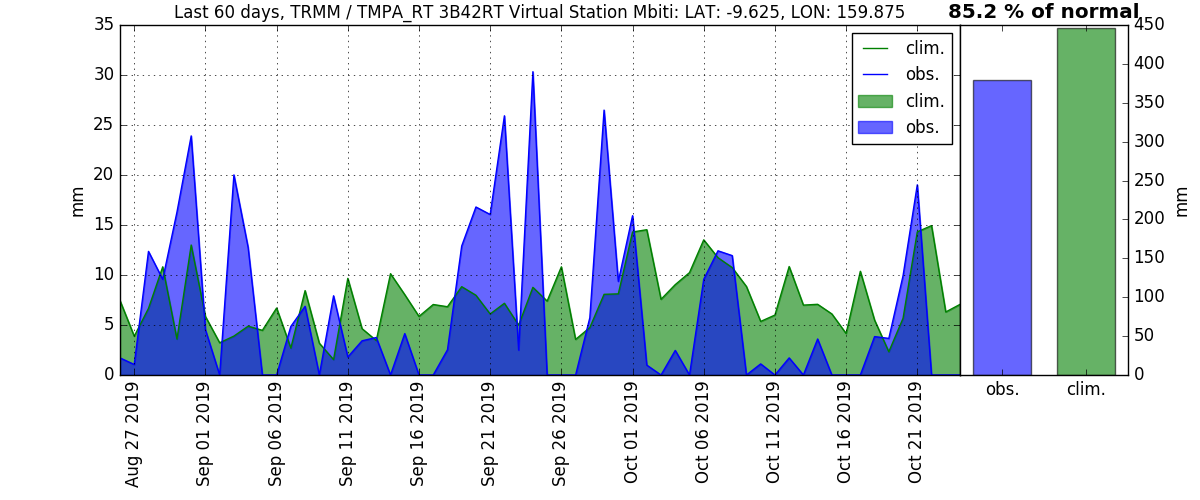 Last 60 days, TRMM / TMPA_RT 3B42RT Virtual Station Mbiti: LAT: -9.625, LON: 159.875
85.2 % of normal
35
30
25
20
15
10
5
0
mm
clim.
obs.
clim.
obs.
450
400
350
300
250
200
150
100
50
0
mm
obs.
clim.
Aug 27 2019
Sep 01 2019
Sep 06 2019
Sep 11 2019
Sep 16 2019
Sep 21 2019
Sep 26 2019
Oct 01 2019
Oct 06 2019
Oct 11 2019
Oct 16 2019
Oct 21 2019